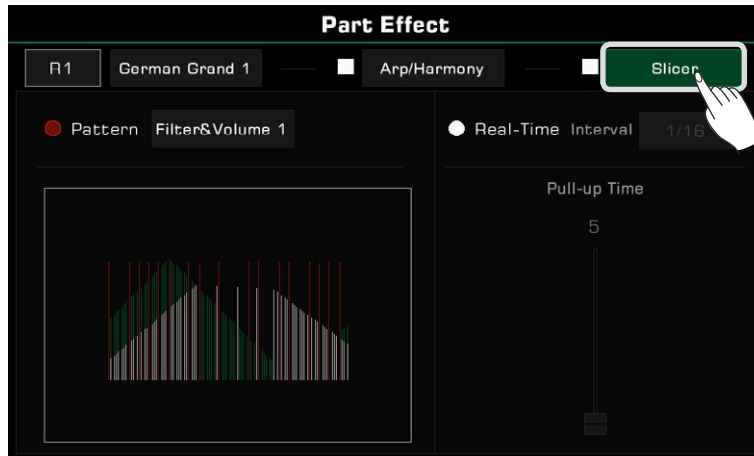 Part Effect
R1 German Grand 1 Arp/Harmony Slicer
Pattern Filter&Volume 1 Real-Time Interval 1/16
Pull-up Time
5